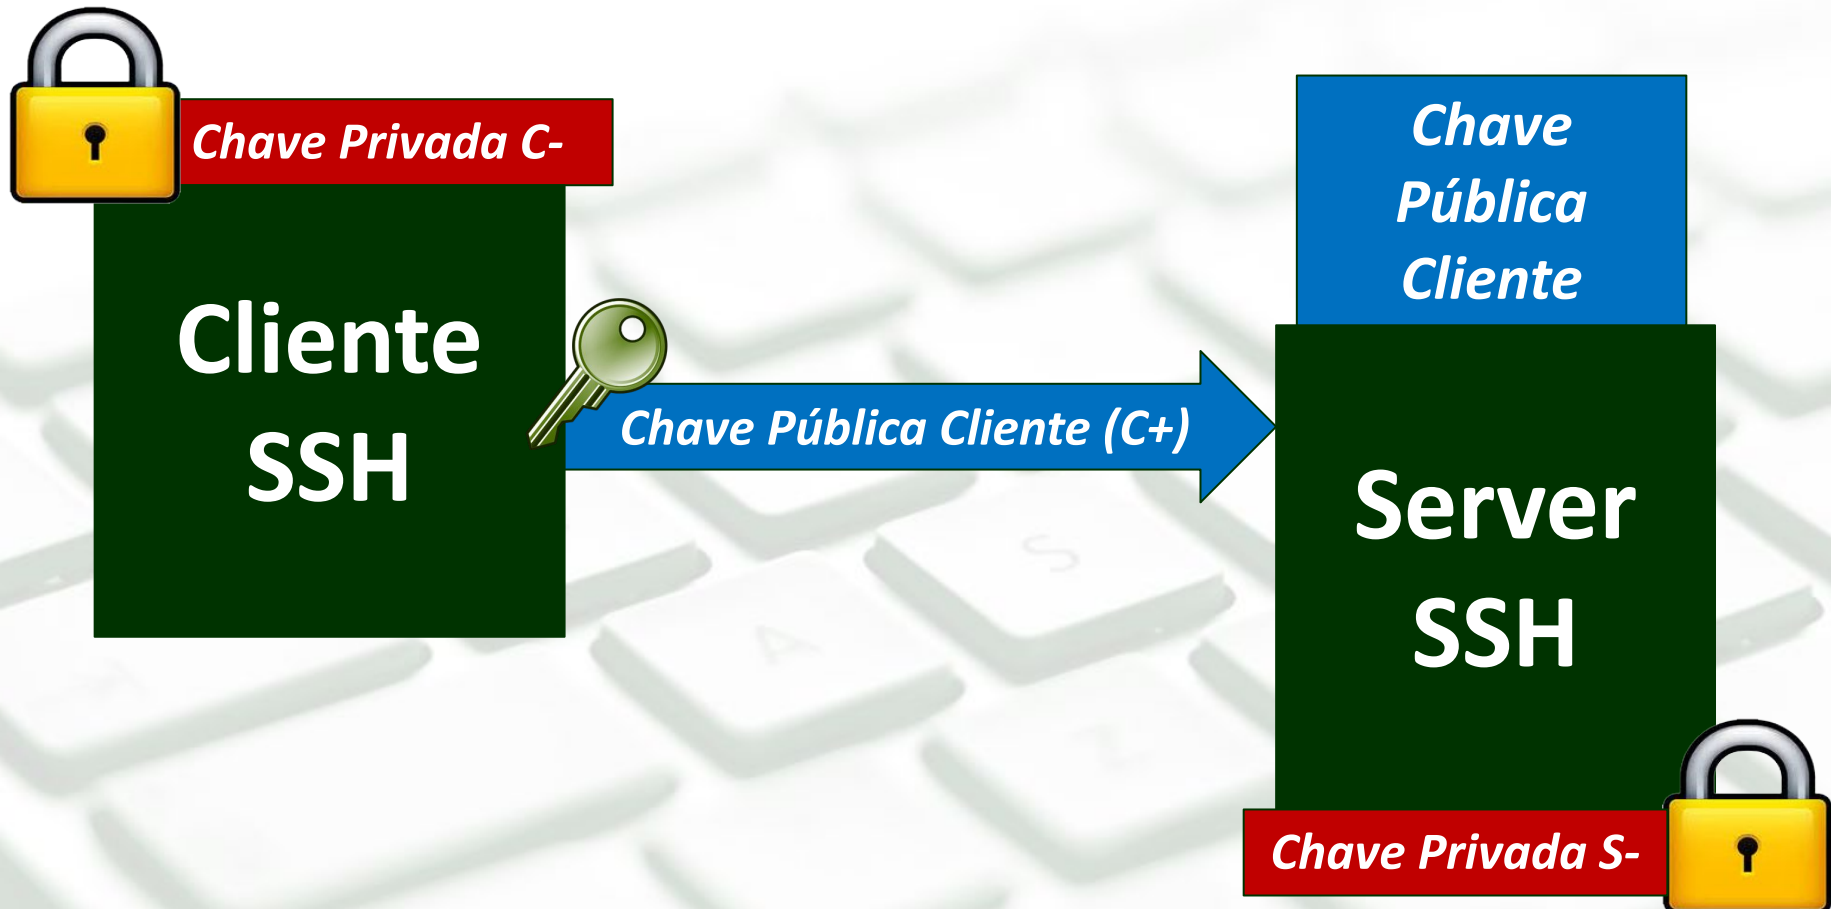 Chave Privada C-
Cliente
SSH
Chave Pública Cliente (C+)
Chave
Pública
Cliente
Server
SSH
Chave Privada S-
A
S
Z